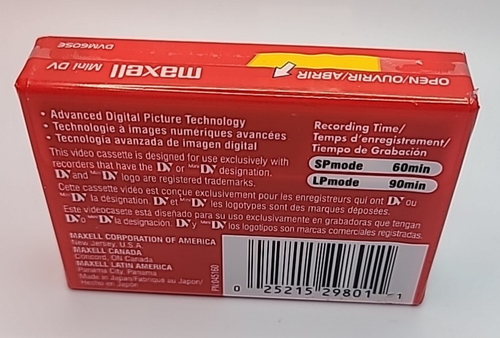 OPEN/OUVRIR/ABRIR
maxell
Mini DV
DVM60SE
• Advanced Digital Picture Technology
• Technologie à images numériques avancées
• Tecnología avanzada de imagen digital
This video cassette is designed for use exclusively with
recorders that have the DV or Mini DV designation.
DV and Mini DV logo are registered trademarks.
Cette cassette vidéo est conçue exclusivement pour les enregistreurs qui ont DV ou
Mini DV la désignation. DV et Mini DV les logotypes sont des marques déposées.
Este videocasete está diseñado para su uso exclusivamente en grabadoras que tengan
DV o Mini DV la designación. DV y Mini DV los logotipos son marcas comerciales registradas.
Recording Time/
Temps d'enregistrement/
Tiempo de Grabación
SPmode 60min
LPmode 90min
MAXELL CORPORATION OF AMERICA
New Jersey, U.S.A.
MAXELL CANADA
Concord, ON Canada
MAXELL LATIN AMERICA
Panama City, Panama
Made in Japan/Fabriqué au Japon/
Hecho en Japón
PN:045160
0 25215 29801 1